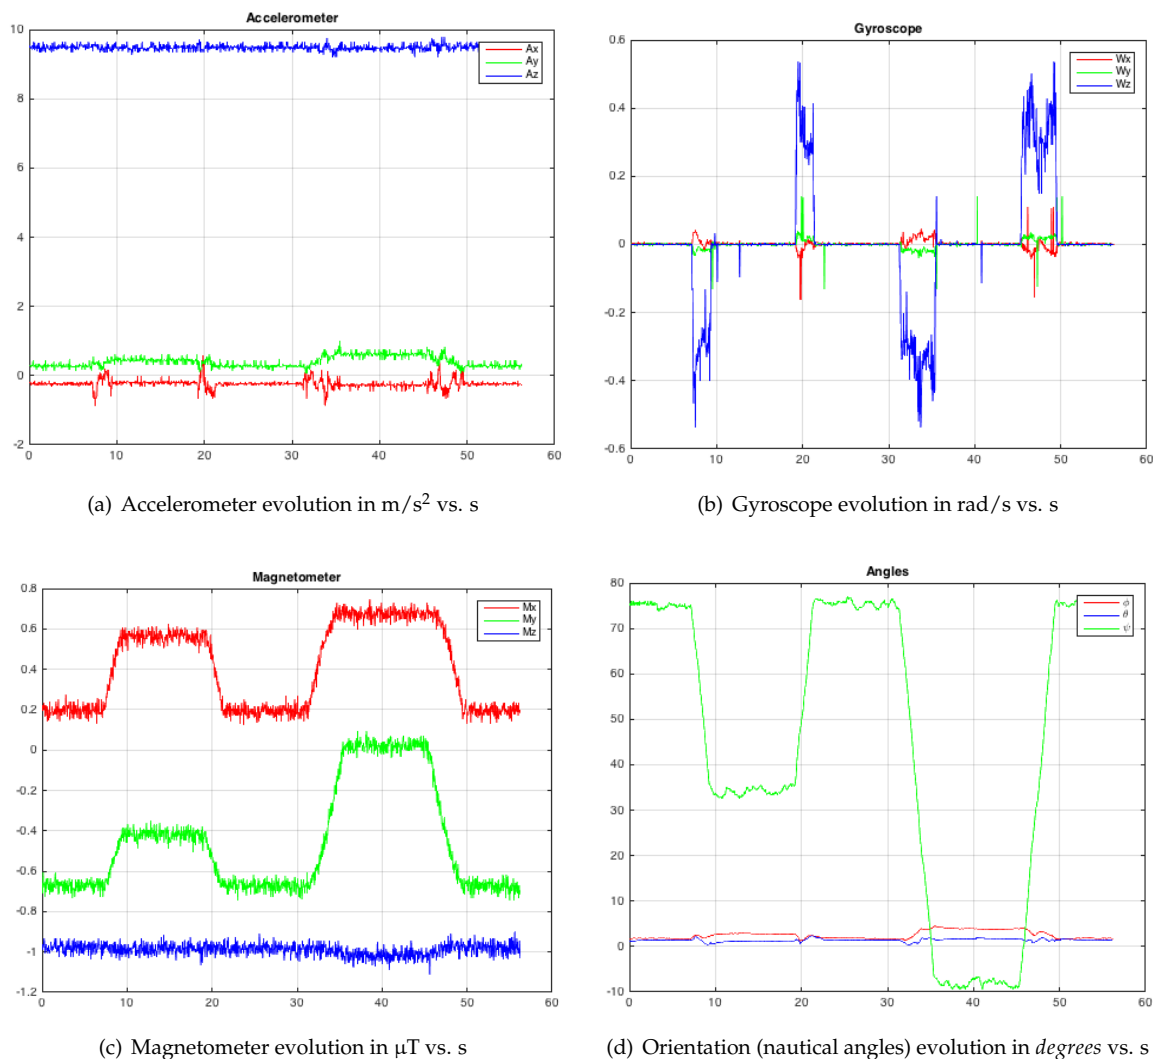 Accelerometer
10
8
6
4
2
0
-2
0 10 20 30 40 50 60
Ax
Ay
Az
(a) Accelerometer evolution in m/s² vs. s
Gyroscope
0.6
0.4
0.2
0
-0.2
-0.4
-0.6
0 10 20 30 40 50 60
Wx
Wy
Wz
(b) Gyroscope evolution in rad/s vs. s
Magnetometer
0.8
0.6
0.4
0.2
0
-0.2
-0.4
-0.6
-0.8
-1
-1.2
0 10 20 30 40 50 60
Mx
My
Mz
(c) Magnetometer evolution in µT vs. s
Angles
80
70
60
50
40
30
20
10
0
-10
0 10 20 30 40 50 60
ϕ
θ
ψ
(d) Orientation (nautical angles) evolution in degrees vs. s